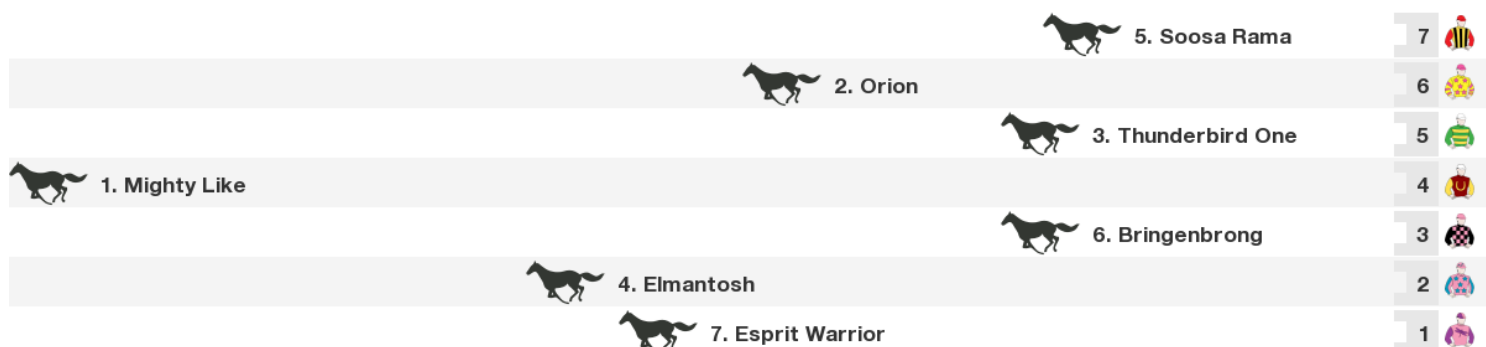 5. Soosa Rama 7
2. Orion 6
3. Thunderbird One 5
1. Mighty Like 4
6. Bringenbrong 3
4. Elmantosh 2
7. Esprit Warrior 1